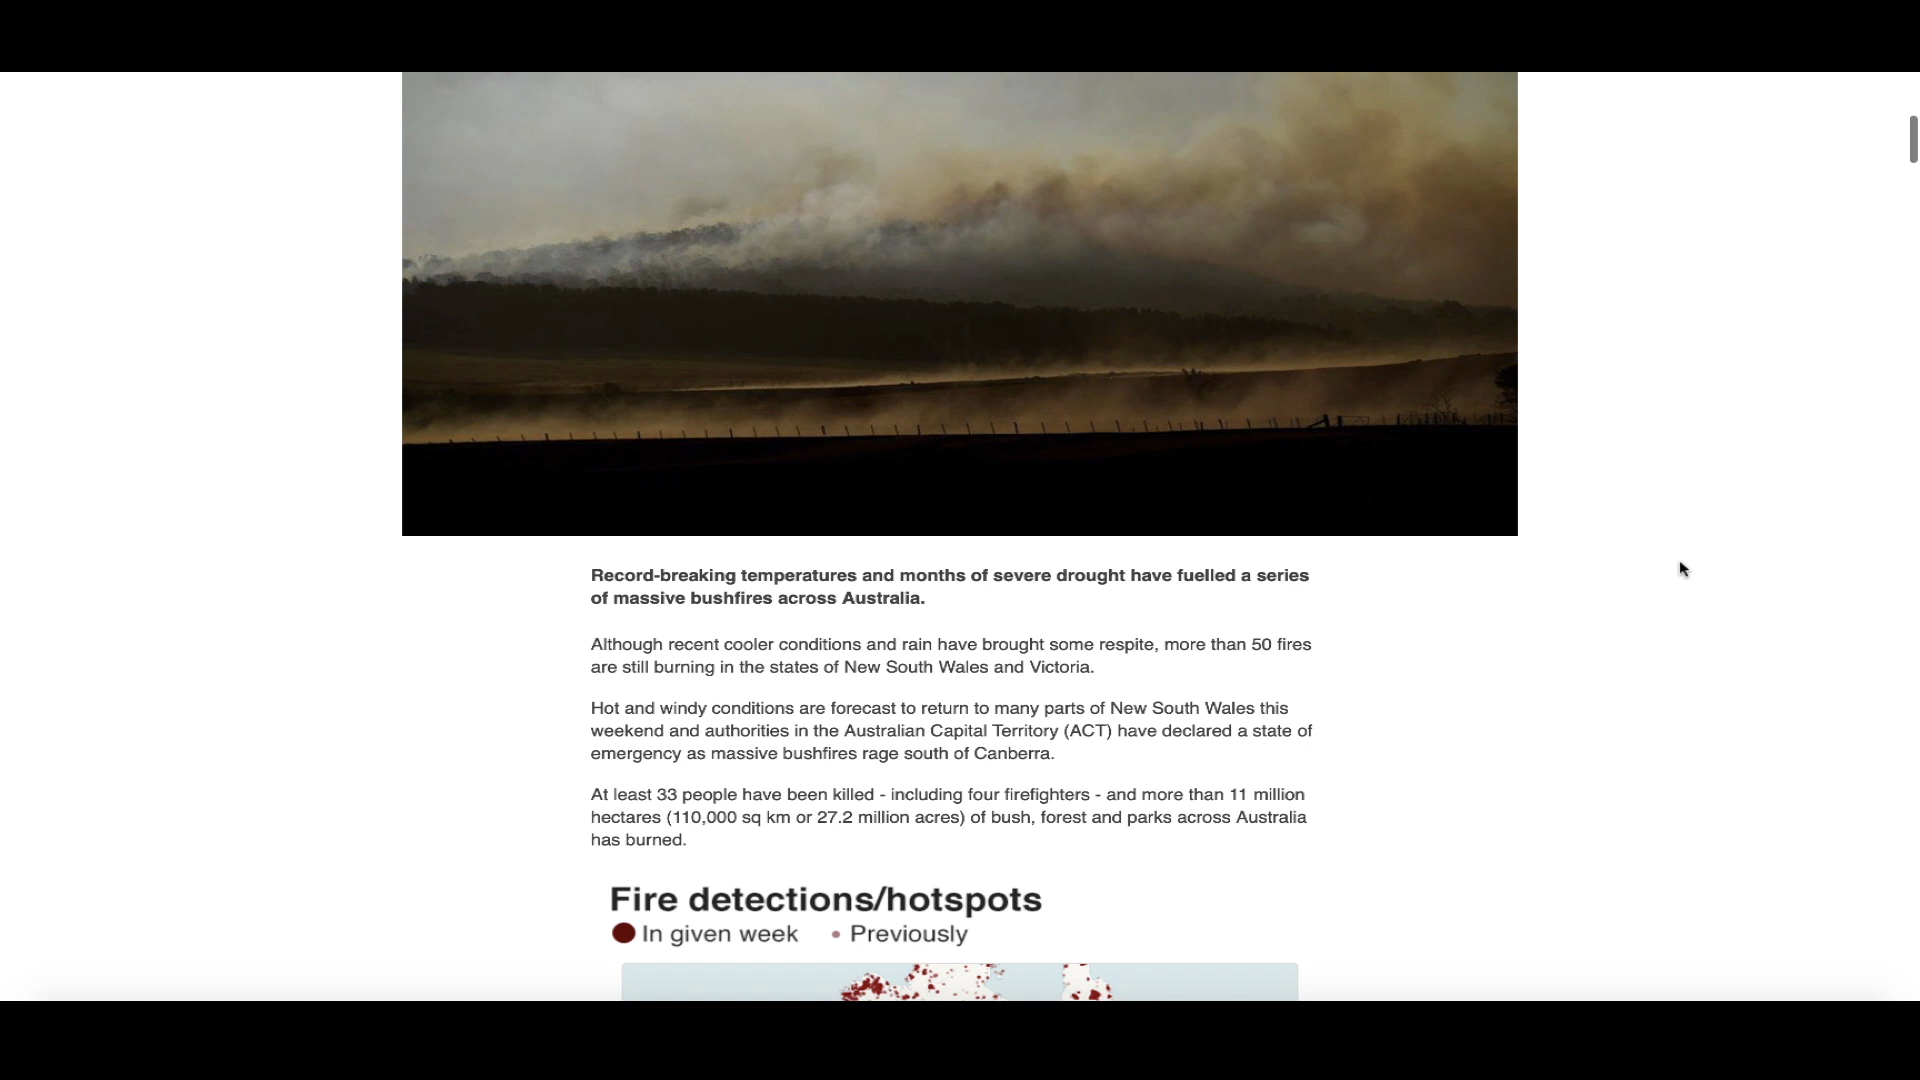 Record-breaking temperatures and months of severe drought have fuelled a series
of massive bushfires across Australia.
Although recent cooler conditions and rain have brought some respite, more than 50 fires
are still burning in the states of New South Wales and Victoria.
Hot and windy conditions are forecast to return to many parts of New South Wales this
weekend and authorities in the Australian Capital Territory (ACT) have declared a state of
emergency as massive bushfires rage south of Canberra.
At least 33 people have been killed - including four firefighters - and more than 11 million
hectares (110,000 sq km or 27.2 million acres) of bush, forest and parks across Australia
has burned.
Fire detections/hotspots
In given week Previously